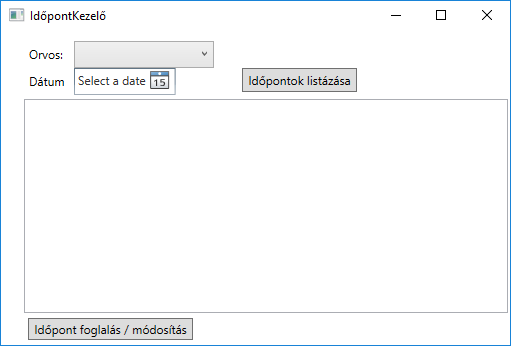 IdőpontKezelő
Orvos:
Dátum Select a date 15 Időpontok listázása
Időpont foglalás / módosítás